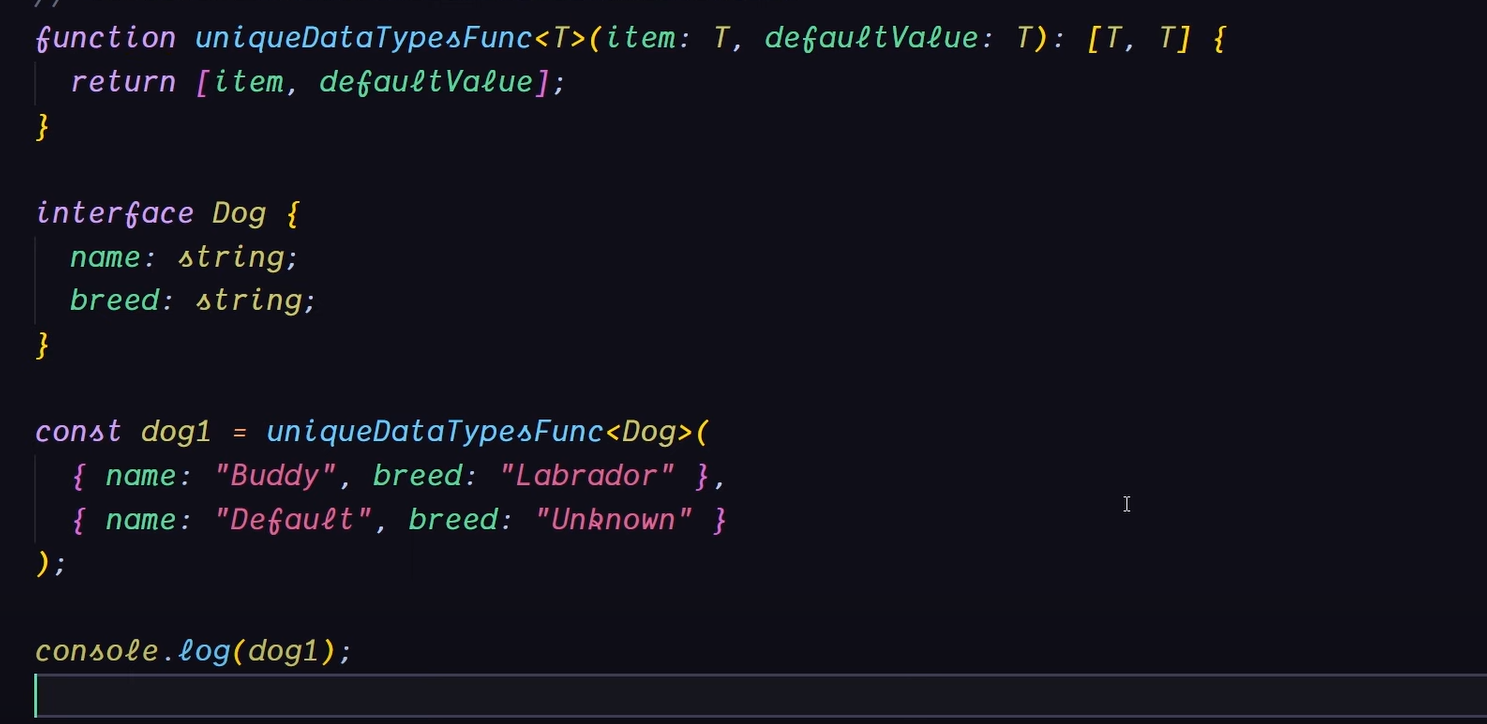 //
function uniqueDataTypesFunc<T>(item: T, defaultValue: T): [T, T] {
  return [item, defaultValue];
}
interface Dog {
  name: string;
  breed: string;
}
const dog1 = uniqueDataTypesFunc<Dog>(
  { name: "Buddy", breed: "Labrador" },
  { name: "Default", breed: "Unknown" }
);
console.log(dog1);